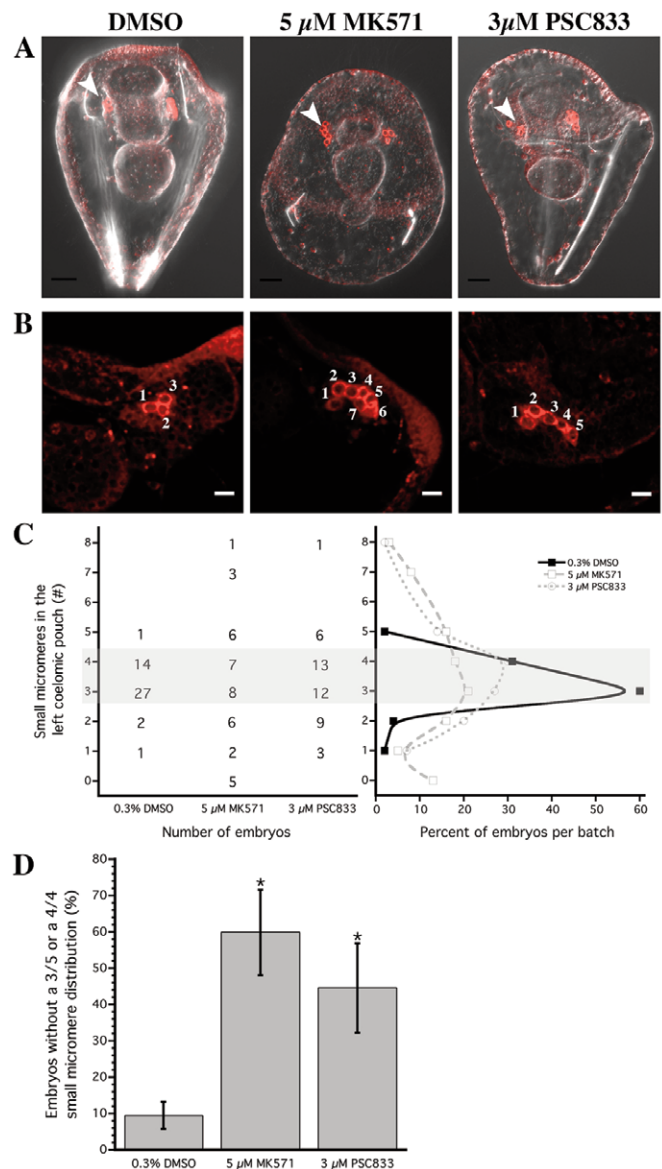 DMSO 5 μM MK571 3μM PSC833
A
B
1 3 2
2 3 4 5 1 7 6
2 3 4 1 5
C
Small micromeres in the
left coelomic pouch (#)
8 1 1
7 3
6
5 1 6 6
4 14 7 13
3 27 8 12
2 2 6 9
1 1 2 3
0 5
0.3% DMSO 5 μM MK571 3 μM PSC833
Number of embryos
0.3% DMSO
5 μM MK571
3 μM PSC833
8
7
6
5
4
3
2
1
0
0 10 20 30 40 50 60
Percent of embryos per batch
D
Embryos without a 3/5 or a 4/4
small micromere distribution (%)
80
70
60
50
40
30
20
10
0
* *
0.3% DMSO 5 μM MK571 3 μM PSC833